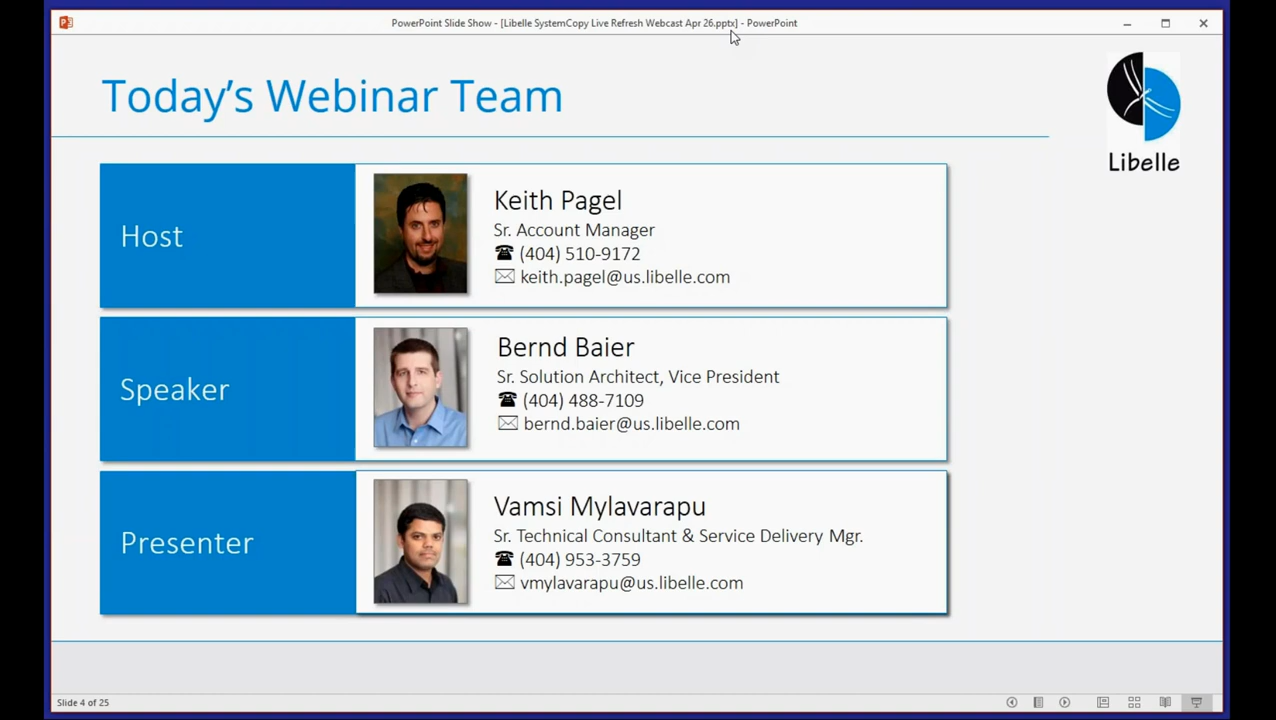 PowerPoint Slide Show - [Libelle SystemCopy Live Refresh Webcast Apr 26.pptx] - PowerPoint
Today's Webinar Team
Libelle
Host
Keith Pagel
Sr. Account Manager
(404) 510-9172
keith.pagel@us.libelle.com
Speaker
Bernd Baier
Sr. Solution Architect, Vice President
(404) 488-7109
bernd.baier@us.libelle.com
Presenter
Vamsi Mylavarapu
Sr. Technical Consultant & Service Delivery Mgr.
(404) 953-3759
vmylavarapu@us.libelle.com
Slide 4 of 25